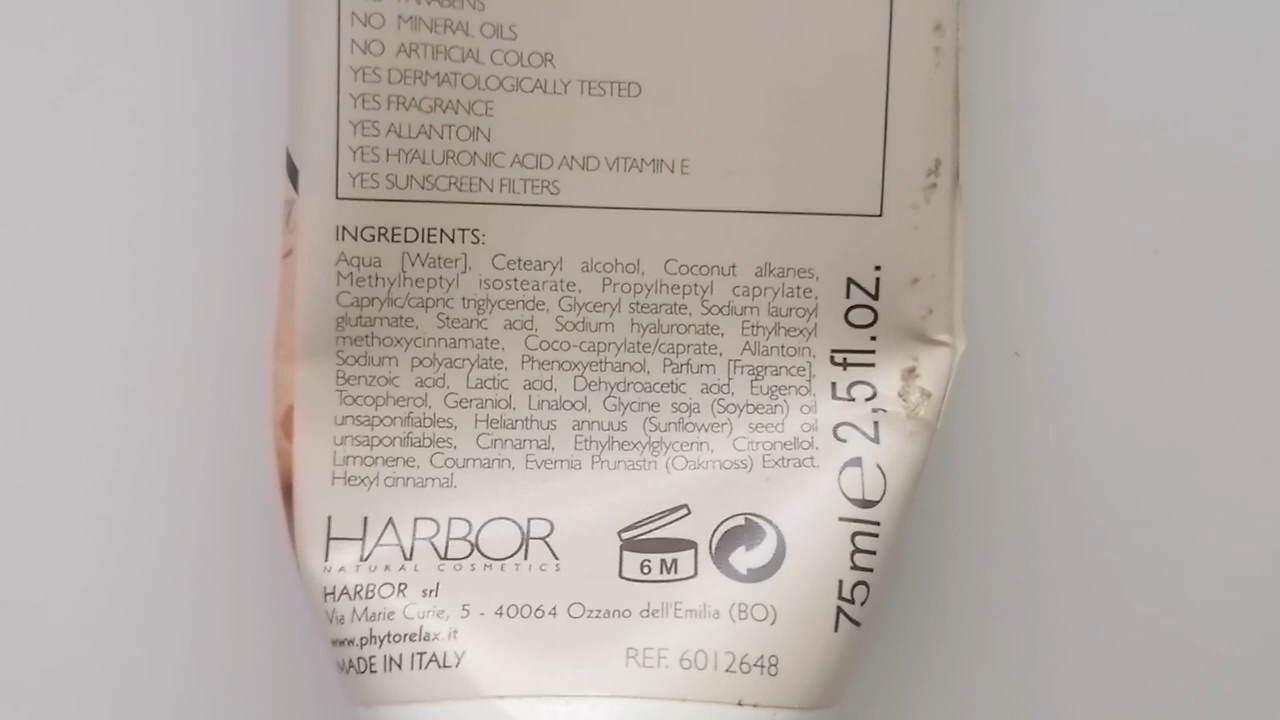 PARABENS
NO MINERAL OILS
NO ARTIFICIAL COLOR
YES DERMATOLOGICALLY TESTED
YES FRAGRANCE
YES ALLANTOIN
YES HYALURONIC ACID AND VITAMIN E
YES SUNSCREEN FILTERS
INGREDIENTS:
Aqua [Water], Cetearyl alcohol, Coconut alkanes,
Methylheptyl isostearate, Propylheptyl caprylate,
Caprylic/capric triglyceride, Glyceryl stearate, Sodium lauroyl
glutamate, Stearic acid, Sodium hyaluronate, Ethylhexyl
methoxycinnamate, Coco-caprylate/caprate, Allantoin,
Sodium polyacrylate, Phenoxyethanol, Parfum [Fragrance],
Benzoic acid, Lactic acid, Dehydroacetic acid, Eugenol,
Tocopherol, Geraniol, Linalool, Glycine soja (Soybean) oil
unsaponifiables, Helianthus annuus (Sunflower) seed oil
unsaponifiables, Cinnamal, Ethylhexylglycerin, Citronellol,
Limonene, Coumarin, Evernia Prunastri (Oakmoss) Extract,
Hexyl cinnamal.
75ml e 2,5fl.oz.
HARBOR
NATURAL COSMETICS
6 M
HARBOR srl
Via Marie Curie, 5 - 40064 Ozzano dell'Emilia (BO)
www.phytorelax.it
MADE IN ITALY
REF. 6012648